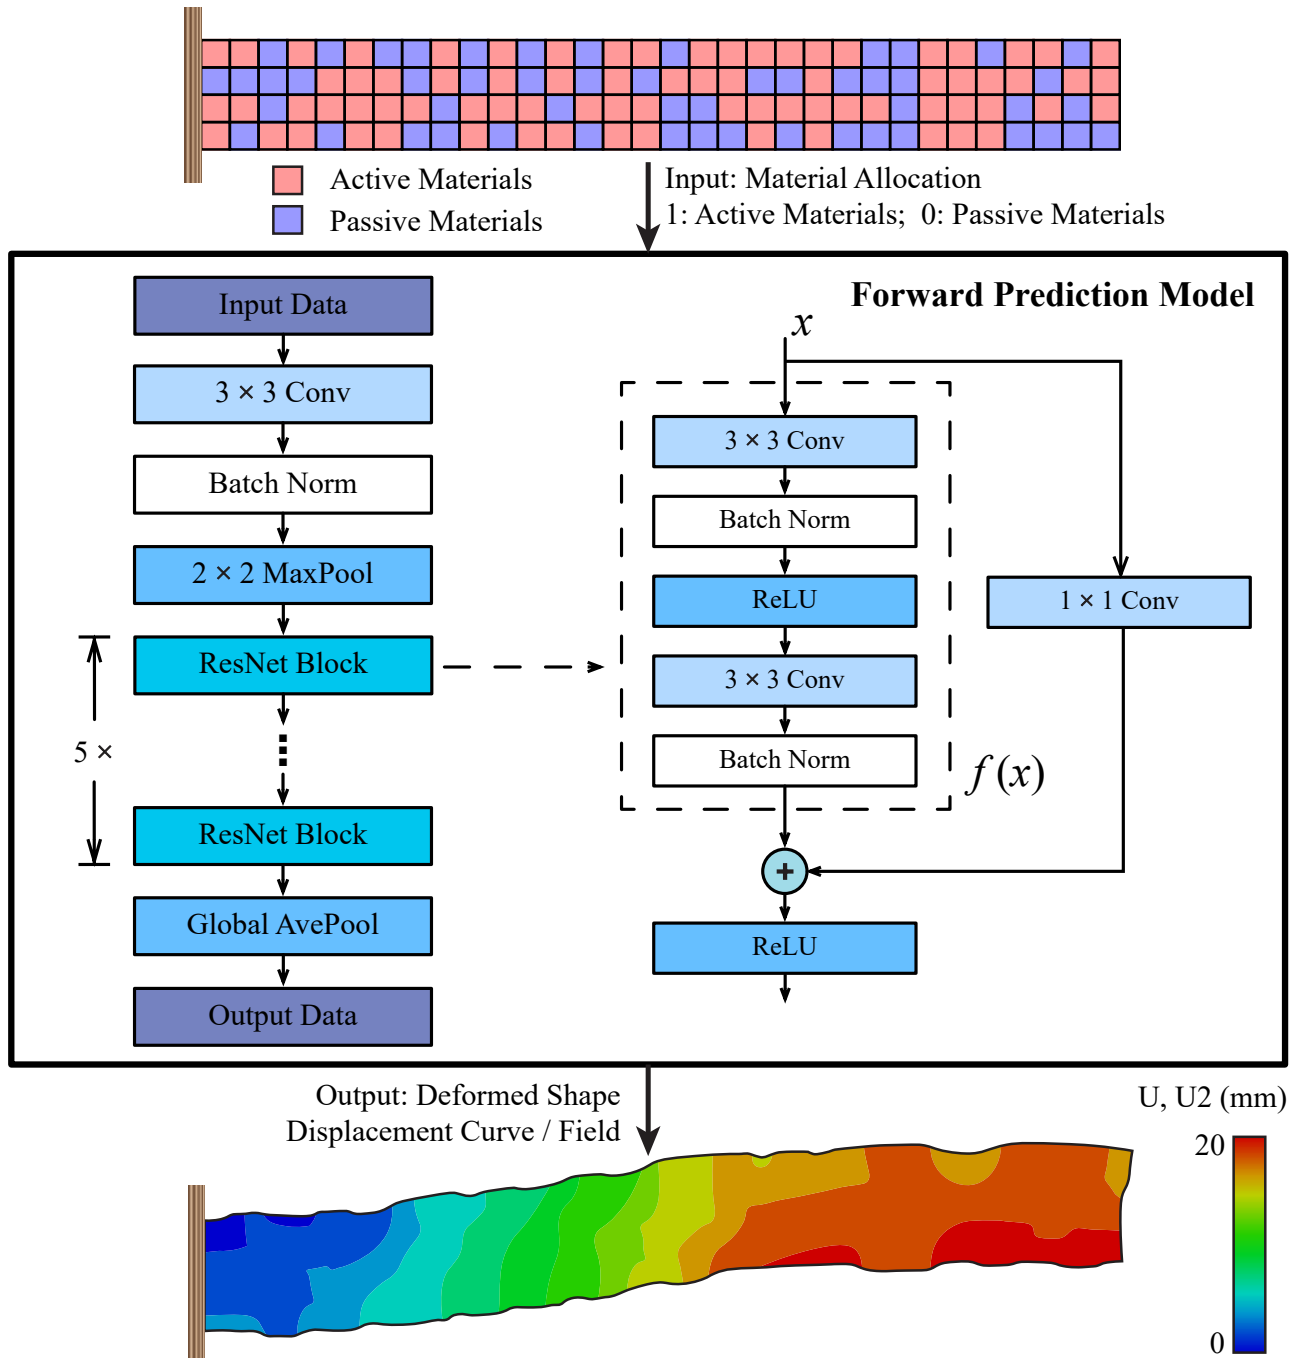 Active Materials
Passive Materials
Input: Material Allocation
1: Active Materials; 0: Passive Materials
Forward Prediction Model
Input Data
3 × 3 Conv
Batch Norm
2 × 2 MaxPool
ResNet Block
5 ×
ResNet Block
Global AvePool
Output Data
x
3 × 3 Conv
Batch Norm
ReLU
3 × 3 Conv
Batch Norm
f(x)
1 × 1 Conv
+
ReLU
Output: Deformed Shape
Displacement Curve / Field
U, U2 (mm)
20
0